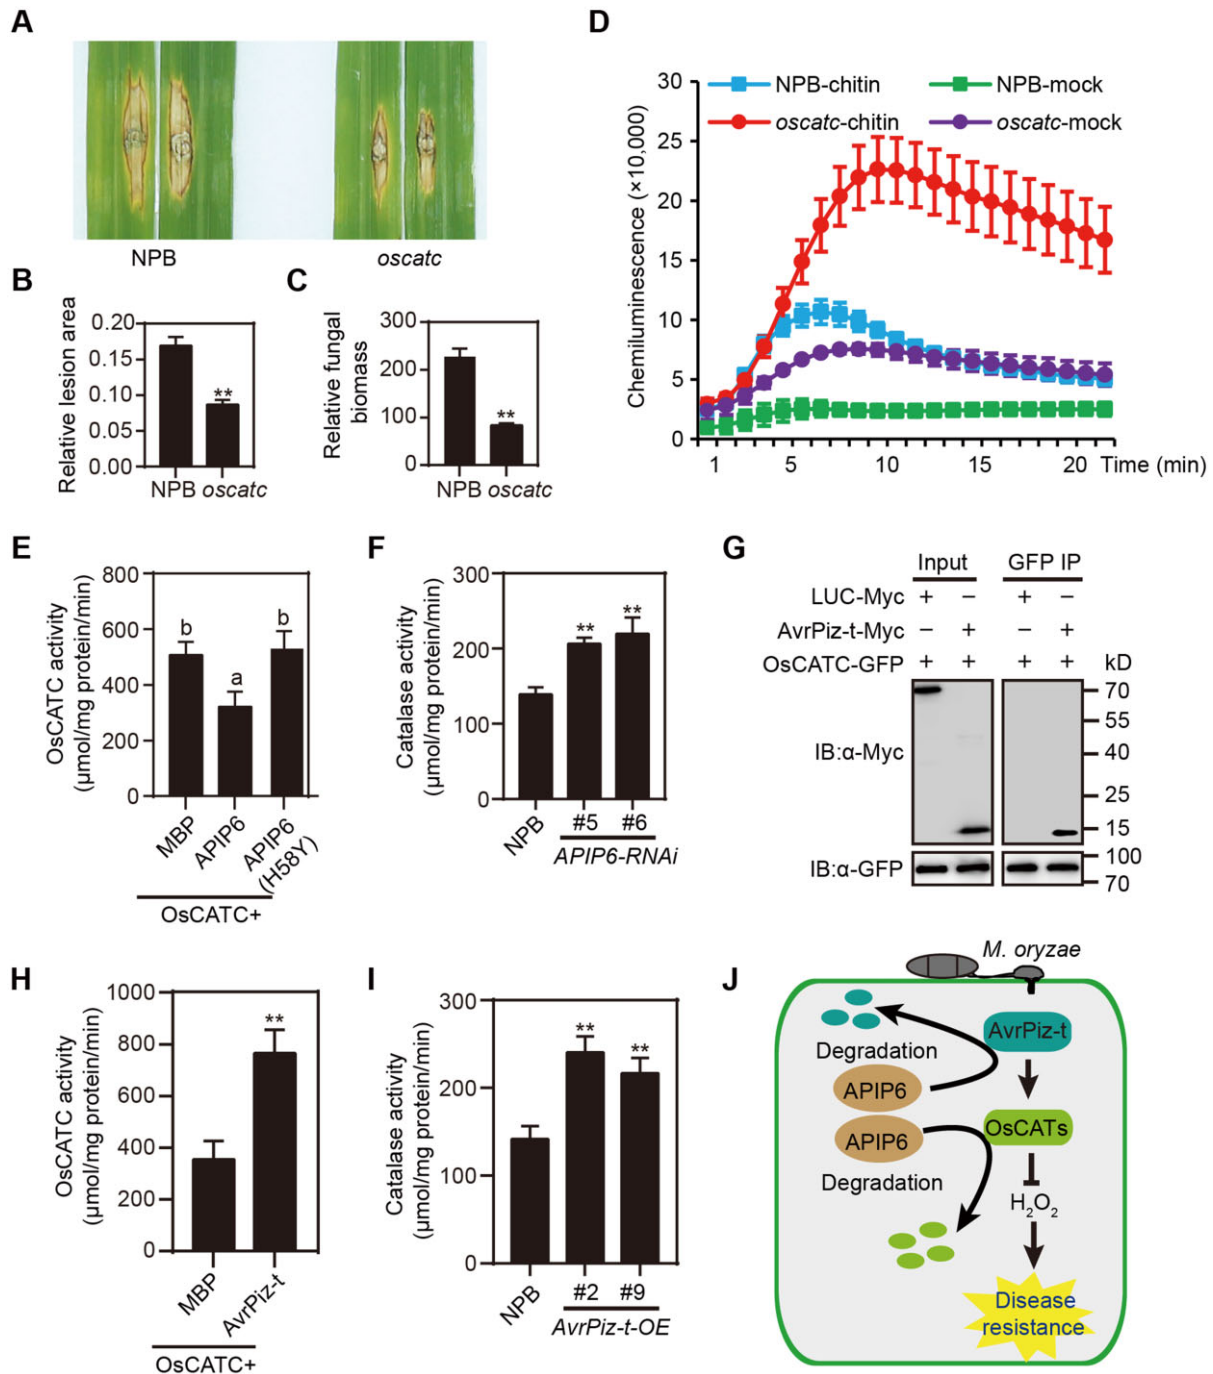 A
NPB
oscatc
B
Relative lesion area
0.20
0.15
0.10
0.05
0.00
**
NPB oscatc
C
Relative fungal
biomass
300
200
100
0
**
NPB oscatc
D
Chemiluminescence (×10,000)
30
25
20
15
10
5
0
NPB-chitin
NPB-mock
oscatc-chitin
oscatc-mock
1 5 10 15 20 Time (min)
E
OsCATC activity
(μmol/mg protein/min)
800
600
400
200
0
b
a
b
MBP
APIP6
APIP6
(H58Y)
OsCATC+
F
Catalase activity
(μmol/mg protein/min)
300
200
100
0
**
**
NPB
#5 #6
APIP6-RNAi
G
Input GFP IP
LUC-Myc + − + −
AvrPiz-t-Myc − + − +
OsCATC-GFP + + + + kD
IB:α-Myc
70
55
40
25
15
IB:α-GFP
100
70
H
OsCATC activity
(μmol/mg protein/min)
1000
800
600
400
200
0
**
MBP
AvrPiz-t
OsCATC+
I
Catalase activity
(μmol/mg protein/min)
300
200
100
0
**
**
NPB
#2 #9
AvrPiz-t-OE
J
M. oryzae
AvrPiz-t
Degradation
APIP6
OsCATs
APIP6
Degradation
H2O2
Disease
resistance